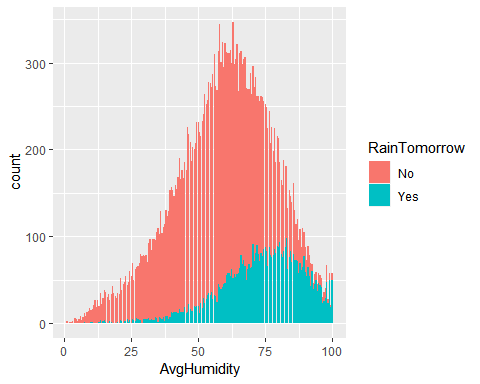 300
200
100
0
count
0 25 50 75 100
AvgHumidity
RainTomorrow
No
Yes